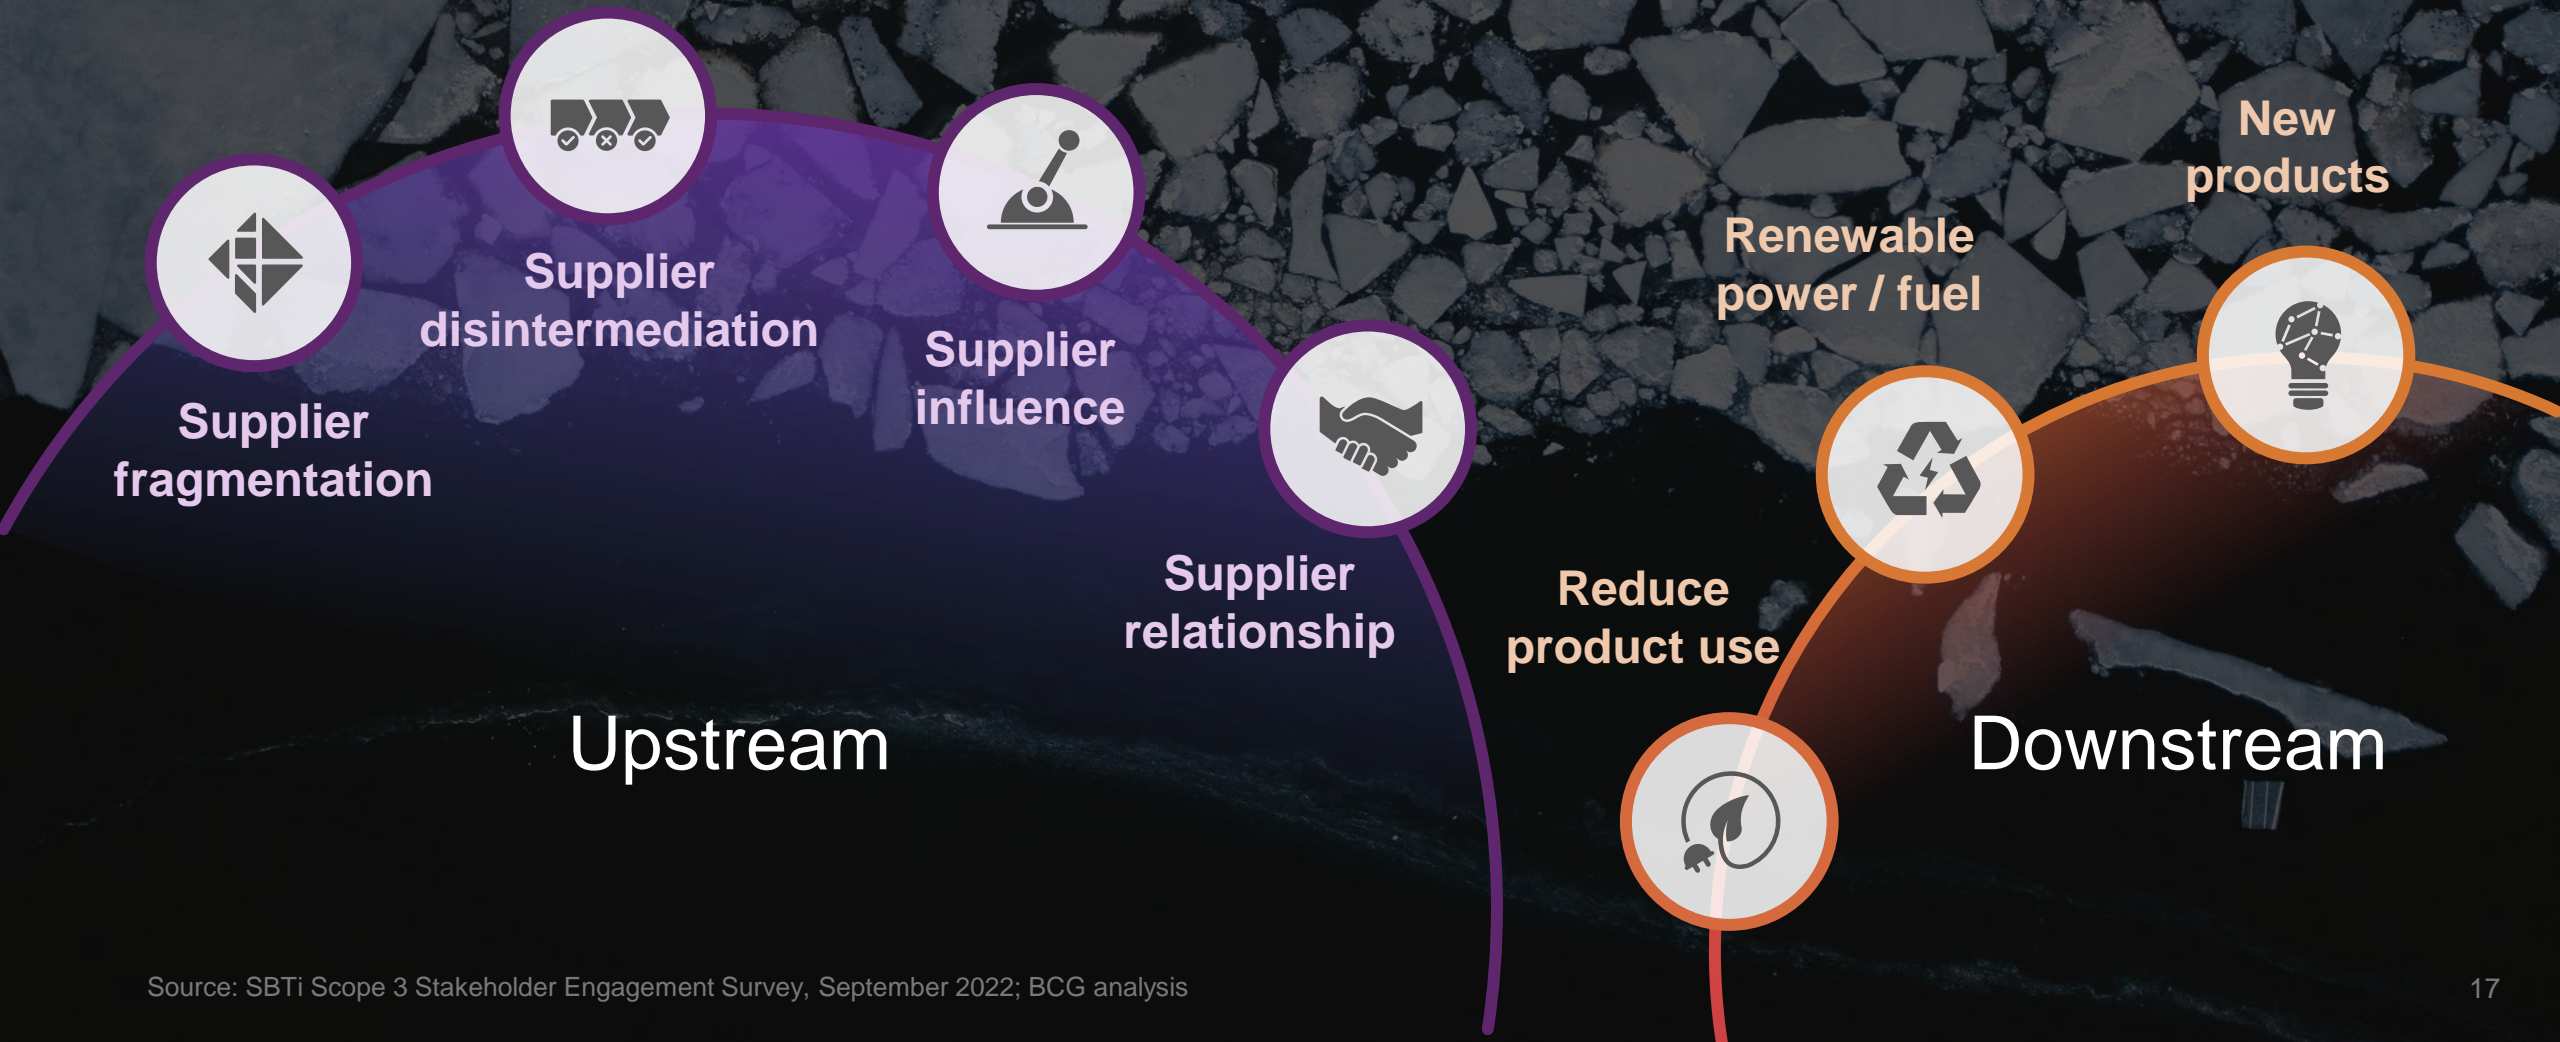 Supplier
fragmentation
Supplier
disintermediation
Supplier
influence
Supplier
relationship
Upstream
Reduce
product use
Renewable
power / fuel
New
products
Downstream
Source: SBTi Scope 3 Stakeholder Engagement Survey, September 2022; BCG analysis
17